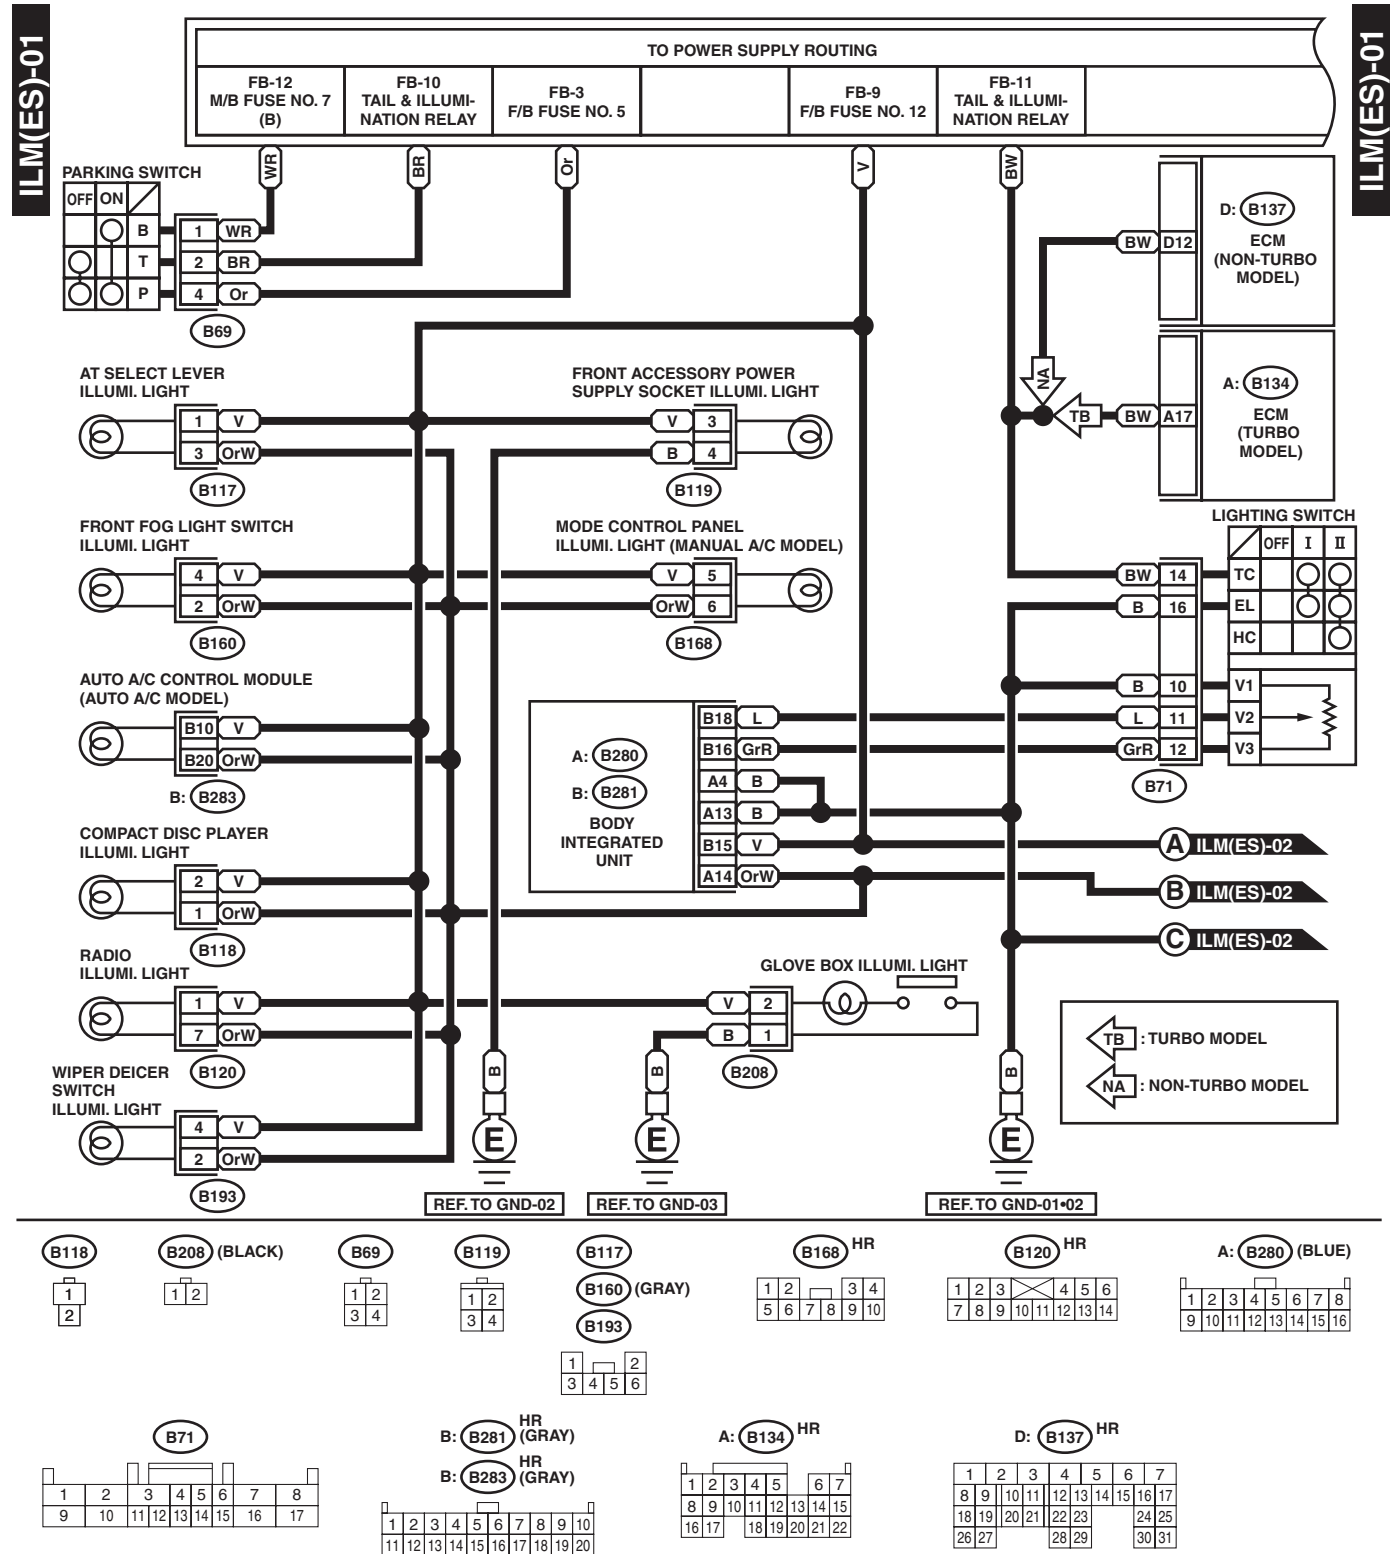 ILM(ES)-01
ILM(ES)-01
TO POWER SUPPLY ROUTING
FB-12
M/B FUSE NO. 7
(B)
FB-10
TAIL & ILLUMI-
NATION RELAY
FB-3
F/B FUSE NO. 5
FB-9
F/B FUSE NO. 12
FB-11
TAIL & ILLUMI-
NATION RELAY
WR
BR
Or
V
BW
PARKING SWITCH
OFF ON
B 1 WR
T 2 BR
P 4 Or
B69
BW D12
D: B137
ECM
(NON-TURBO
MODEL)
NA
TB BW A17
A: B134
ECM
(TURBO
MODEL)
AT SELECT LEVER
ILLUMI. LIGHT
1 V
3 OrW
B117
FRONT ACCESSORY POWER
SUPPLY SOCKET ILLUMI. LIGHT
V 3
B 4
B119
FRONT FOG LIGHT SWITCH
ILLUMI. LIGHT
4 V
2 OrW
B160
MODE CONTROL PANEL
ILLUMI. LIGHT (MANUAL A/C MODEL)
V 5
OrW 6
B168
LIGHTING SWITCH
OFF I II
BW 14 TC
B 16 EL
HC
B 10 V1
L 11 V2
GrR 12 V3
B71
AUTO A/C CONTROL MODULE
(AUTO A/C MODEL)
B10 V
B20 OrW
B: B283
A: B280
B: B281
BODY
INTEGRATED
UNIT
B18 L
B16 GrR
A4 B
A13 B
B15 V
A14 OrW
A ILM(ES)-02
B ILM(ES)-02
C ILM(ES)-02
COMPACT DISC PLAYER
ILLUMI. LIGHT
2 V
1 OrW
B118
RADIO
ILLUMI. LIGHT
1 V
7 OrW
B120
GLOVE BOX ILLUMI. LIGHT
V 2
B 1
B208
WIPER DEICER
SWITCH
ILLUMI. LIGHT
4 V
2 OrW
B193
B
E
REF. TO GND-02
B
E
REF. TO GND-03
B
E
REF. TO GND-01•02
TB : TURBO MODEL
NA : NON-TURBO MODEL
B118
1
2
B208 (BLACK)
1 2
B69
1 2
3 4
B119
1 2
3 4
B117
B160 (GRAY)
B193
1 2
3 4 5 6
B168 HR
1 2 3 4
5 6 7 8 9 10
B120 HR
1 2 3 4 5 6
7 8 9 10 11 12 13 14
A: B280 (BLUE)
1 2 3 4 5 6 7 8
9 10 11 12 13 14 15 16
B71
1 2 3 4 5 6 7 8
9 10 11 12 13 14 15 16 17
B: B281 HR (GRAY)
B: B283 HR (GRAY)
1 2 3 4 5 6 7 8 9 10
11 12 13 14 15 16 17 18 19 20
A: B134 HR
1 2 3 4 5 6 7
8 9 10 11 12 13 14 15
16 17 18 19 20 21 22
D: B137 HR
1 2 3 4 5 6 7
8 9 10 11 12 13 14 15 16 17
18 19 20 21 22 23 24 25
26 27 28 29 30 31